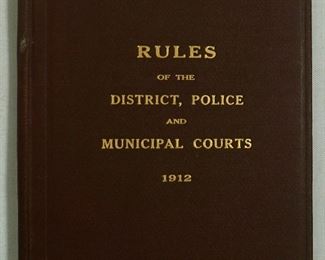 RULES
OF THE
DISTRICT, POLICE
AND
MUNICIPAL COURTS
1912